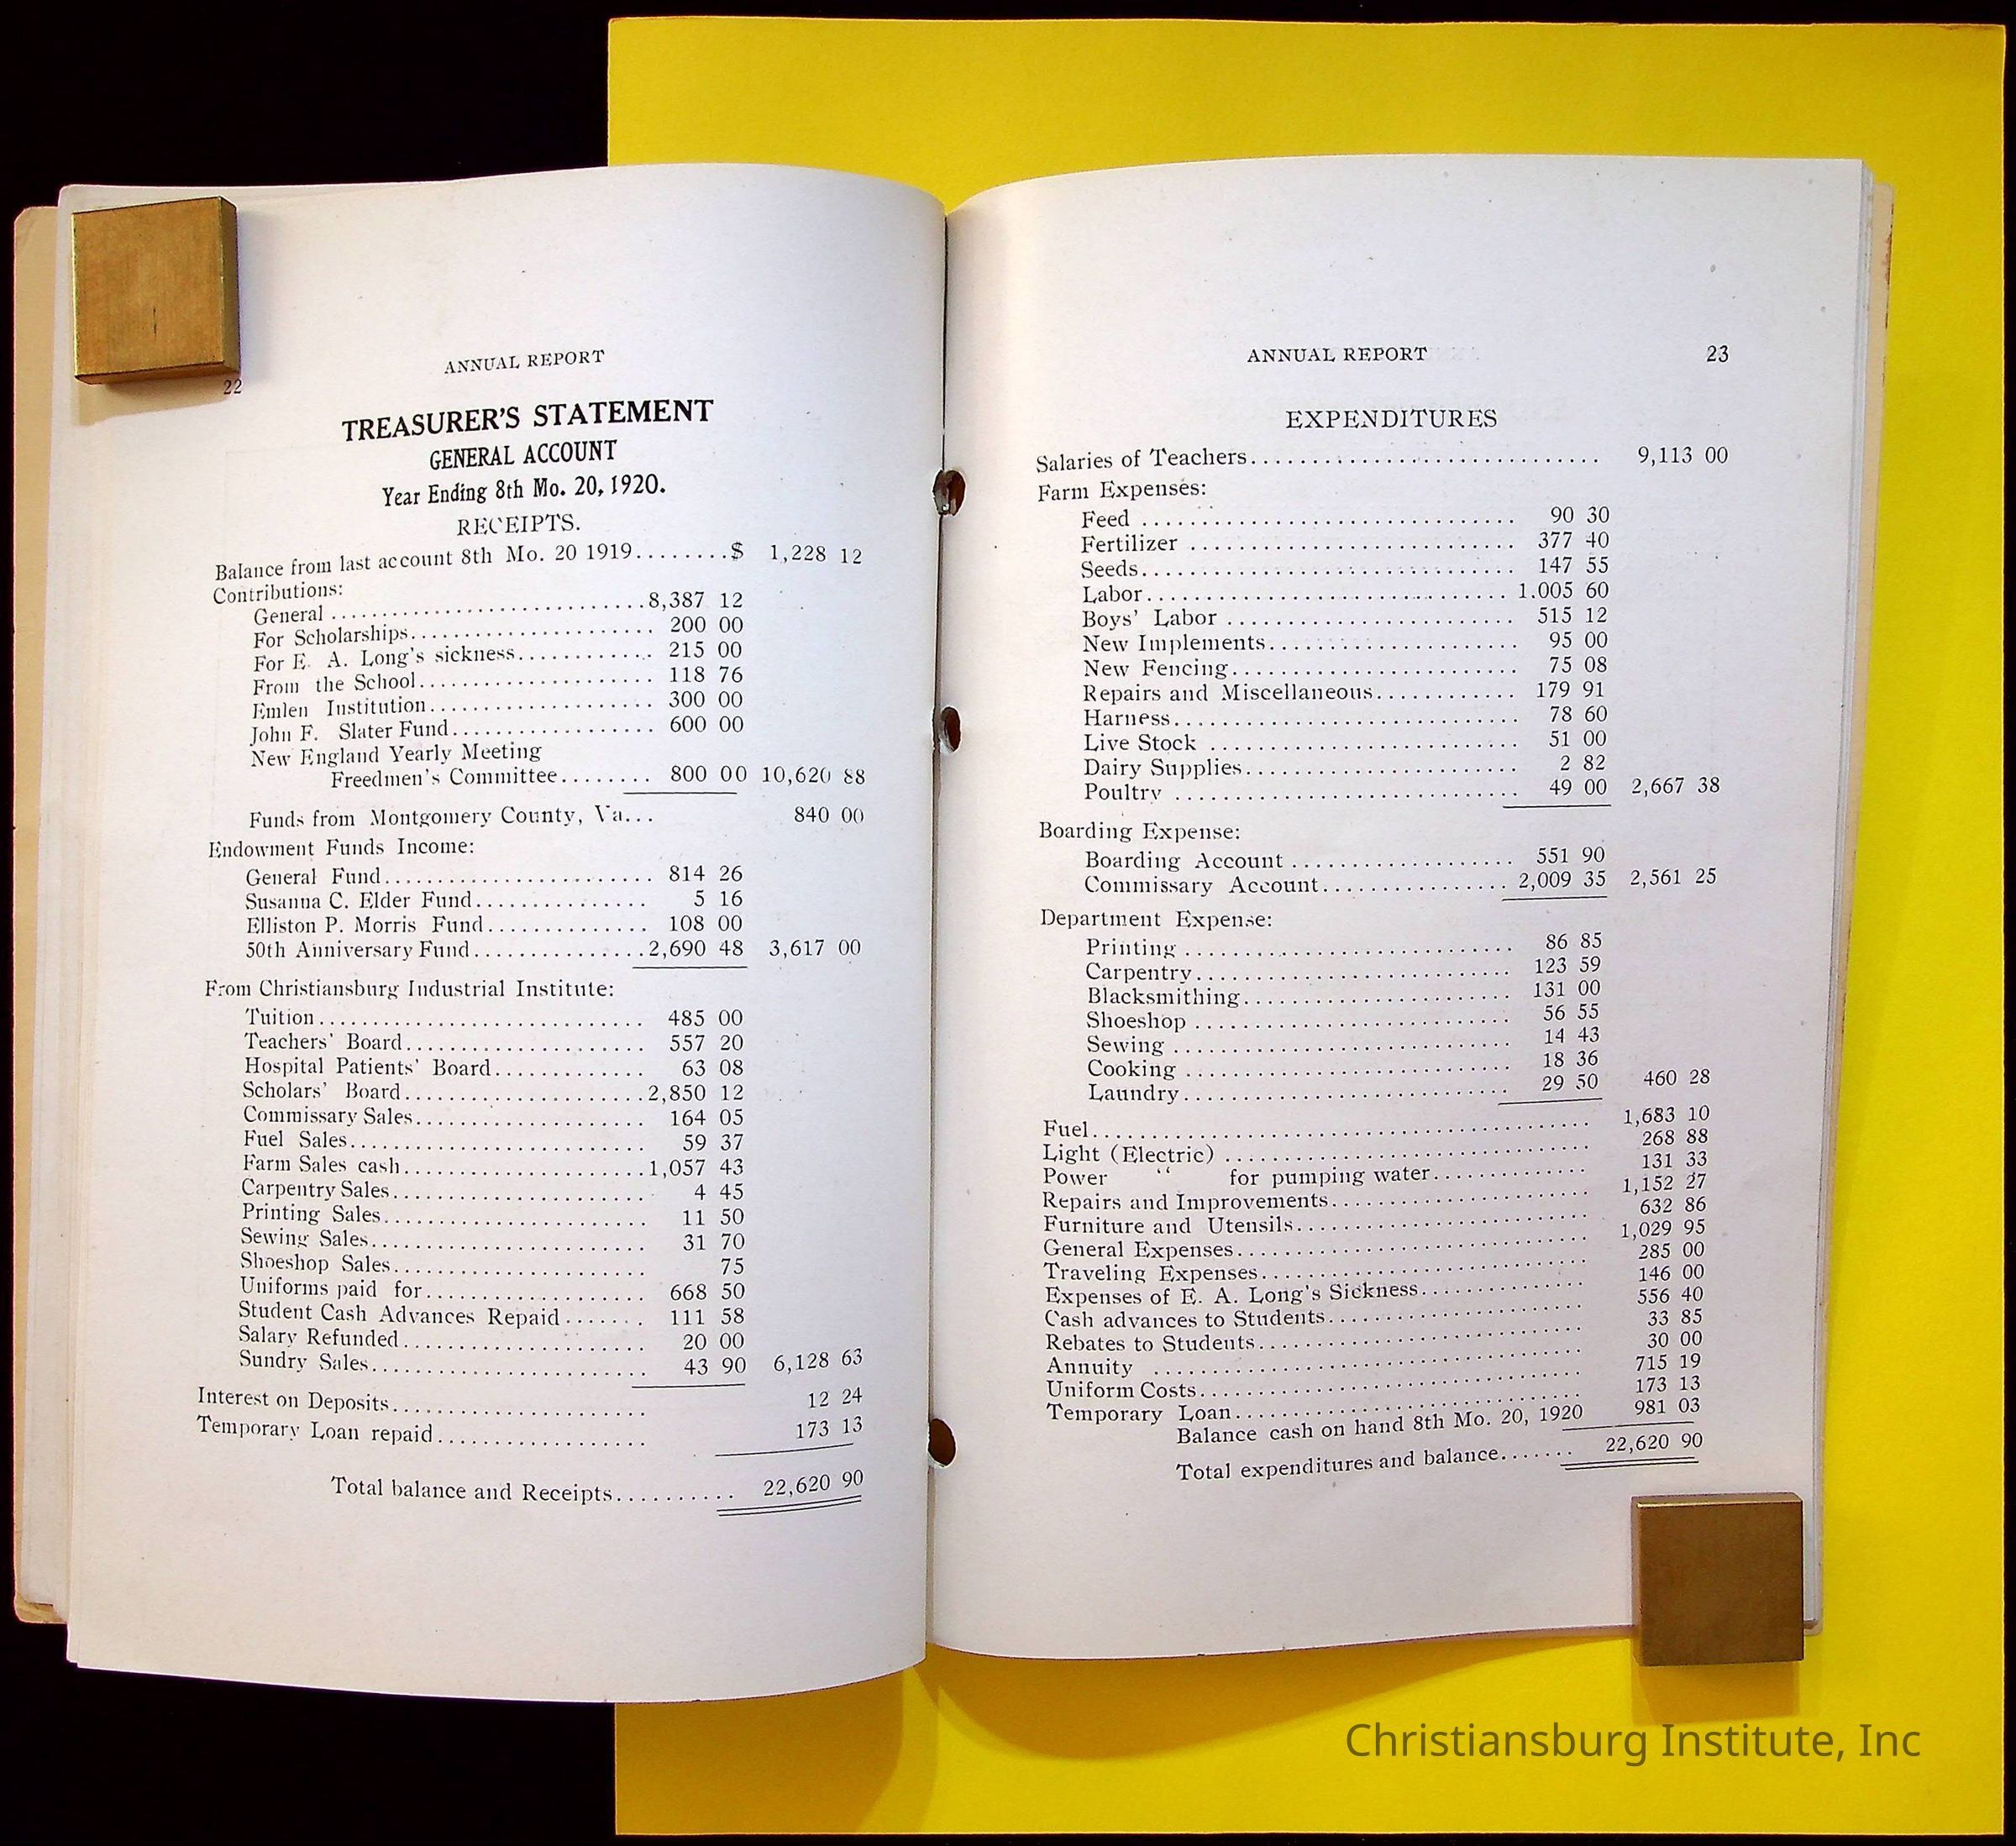 22
ANNUAL REPORT
TREASURER'S STATEMENT
GENERAL ACCOUNT
Year Ending 8th Mo. 20, 1920.
RECEIPTS.
Balance from last account 8th Mo. 20 1919........$ 1,228 12
Contributions:
General ............................8,387 12
For Scholarships...................... 200 00
For E. A. Long's sickness............ 215 00
From the School..................... 118 76
Emlen Institution.................... 300 00
John F. Slater Fund.................. 600 00
New England Yearly Meeting
Freedmen's Committee........ 800 00 10,620 88
Funds from Montgomery County, Va... 840 00
Endowment Funds Income:
General Fund........................ 814 26
Susanna C. Elder Fund............... 5 16
Elliston P. Morris Fund.............. 108 00
50th Anniversary Fund...............2,690 48 3,617 00
From Christiansburg Industrial Institute:
Tuition............................. 485 00
Teachers' Board..................... 557 20
Hospital Patients' Board............. 63 08
Scholars' Board.....................2,850 12
Commissary Sales.................... 164 05
Fuel Sales.......................... 59 37
Farm Sales cash.....................1,057 43
Carpentry Sales...................... 4 45
Printing Sales....................... 11 50
Sewing Sales........................ 31 70
Shoeshop Sales...................... 75
Uniforms paid for................... 668 50
Student Cash Advances Repaid....... 111 58
Salary Refunded..................... 20 00
Sundry Sales........................ 43 90 6,128 63
Interest on Deposits...................... 12 24
Temporary Loan repaid.................. 173 13
Total balance and Receipts.......... 22,620 90
ANNUAL REPORT 23
EXPENDITURES
Salaries of Teachers............................. 9,113 00
Farm Expenses:
Feed ............................... 90 30
Fertilizer ........................... 377 40
Seeds............................... 147 55
Labor.............................. 1.005 60
Boys' Labor ........................ 515 12
New Implements..................... 95 00
New Fencing........................ 75 08
Repairs and Miscellaneous............ 179 91
Harness............................. 78 60
Live Stock .......................... 51 00
Dairy Supplies....................... 2 82
Poultry ............................. 49 00 2,667 38
Boarding Expense:
Boarding Account ................... 551 90
Commissary Account................ 2,009 35 2,561 25
Department Expense:
Printing ............................ 86 85
Carpentry........................... 123 59
Blacksmithing....................... 131 00
Shoeshop ........................... 56 55
Sewing ............................. 14 43
Cooking ............................ 18 36
Laundry............................ 29 50 460 28
Fuel.......................................... 1,683 10
Light (Electric) ............................... 268 88
Power “ for pumping water............. 131 33
Repairs and Improvements...................... 1,152 27
Furniture and Utensils......................... 632 86
General Expenses.............................. 1,029 95
Traveling Expenses............................ 285 00
Expenses of E. A. Long's Sickness.............. 146 00
Cash advances to Students...................... 556 40
Rebates to Students............................ 33 85
Annuity .................................... 30 00
Uniform Costs................................ 715 19
Temporary Loan.............................. 173 13
Balance cash on hand 8th Mo. 20, 1920 981 03
Total expenditures and balance...... 22,620 90
Christiansburg Institute, Inc